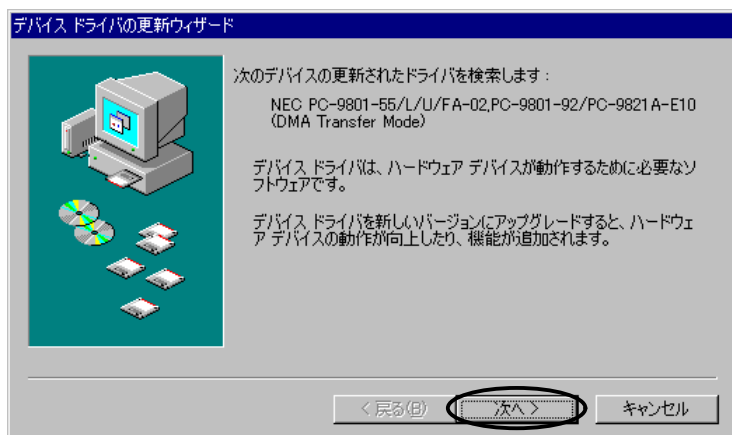 デバイス ドライバの更新ウィザード
次のデバイスの更新されたドライバを検索します：
NEC PC-9801-55/L/U/FA-02,PC-9801-92/PC-9821A-E10
(DMA Transfer Mode)
デバイス ドライバは、ハードウェア デバイスが動作するために必要なソ
フトウェアです。
デバイス ドライバを新しいバージョンにアップグレードすると、ハードウェ
ア デバイスの動作が向上したり、機能が追加されます。
< 戻る(B)
次へ >
キャンセル